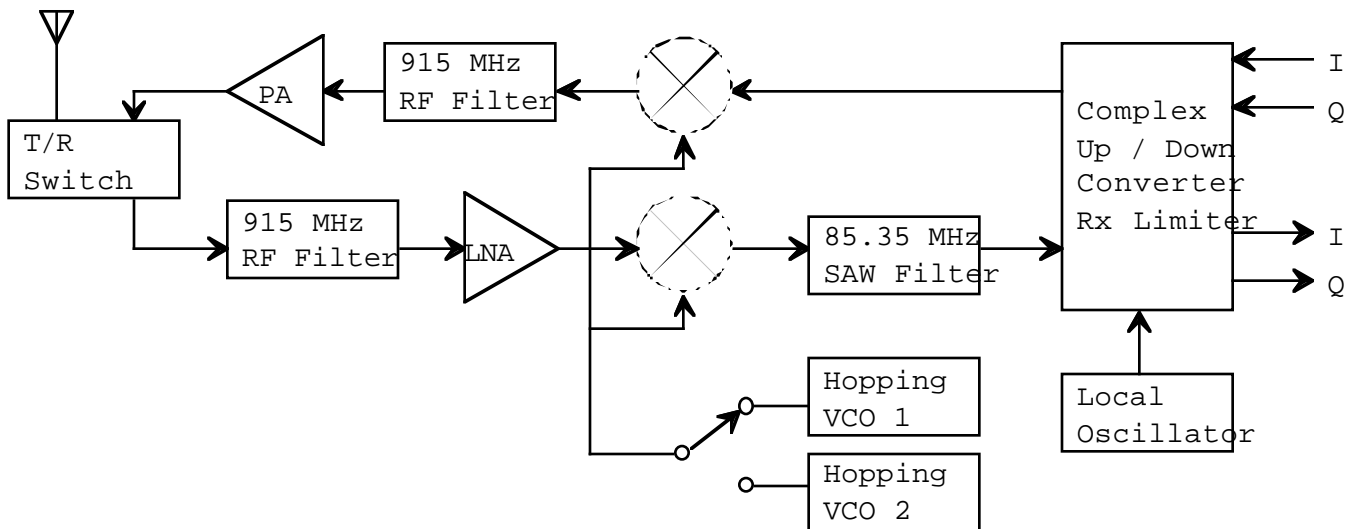 915 MHz
RF Filter
PA
I
Q
Complex
Up / Down
Converter
Rx Limiter
T/R
Switch
915 MHz
RF Filter
LNA
85.35 MHz
SAW Filter
I
Q
Hopping
VCO 1
Local
Oscillator
Hopping
VCO 2